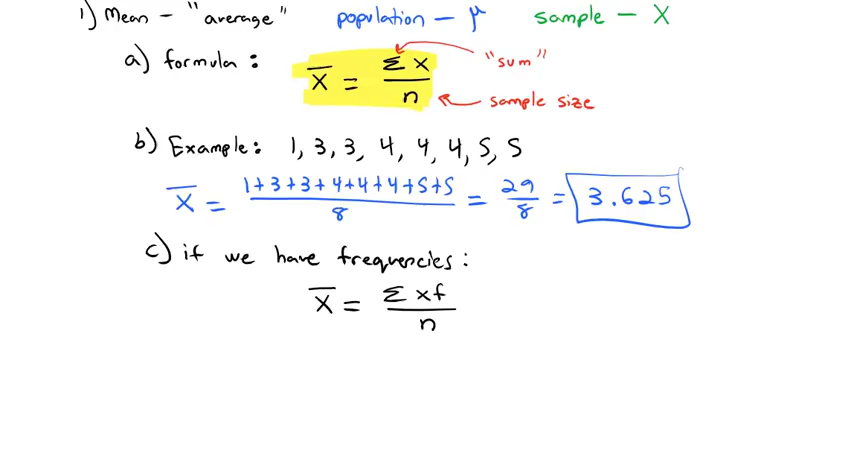 1) Mean – "average" population – μ sample – X
a) formula: X̄ = Σx / n "sum"
sample size
b) Example: 1, 3, 3, 4, 4, 4, 5, 5
X̄ = 1+3+3+4+4+4+5+5 / 8 = 29 / 8 = 3.625
c) if we have frequencies:
X̄ = Σxf / n